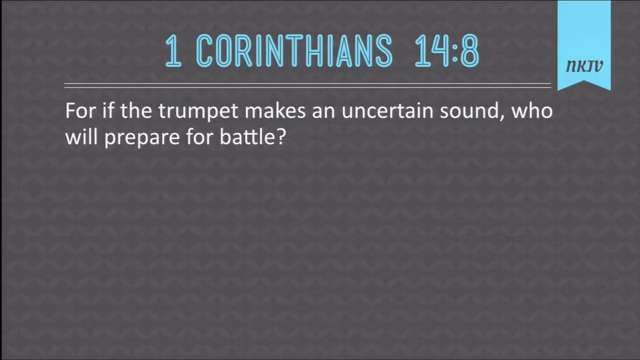 1 CORINTHIANS 14:8
NKJV
For if the trumpet makes an uncertain sound, who
will prepare for battle?